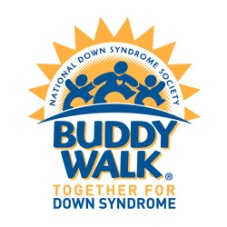 NATIONAL DOWN SYNDROME SOCIETY
BUDDY
WALK®
TOGETHER FOR
DOWN SYNDROME